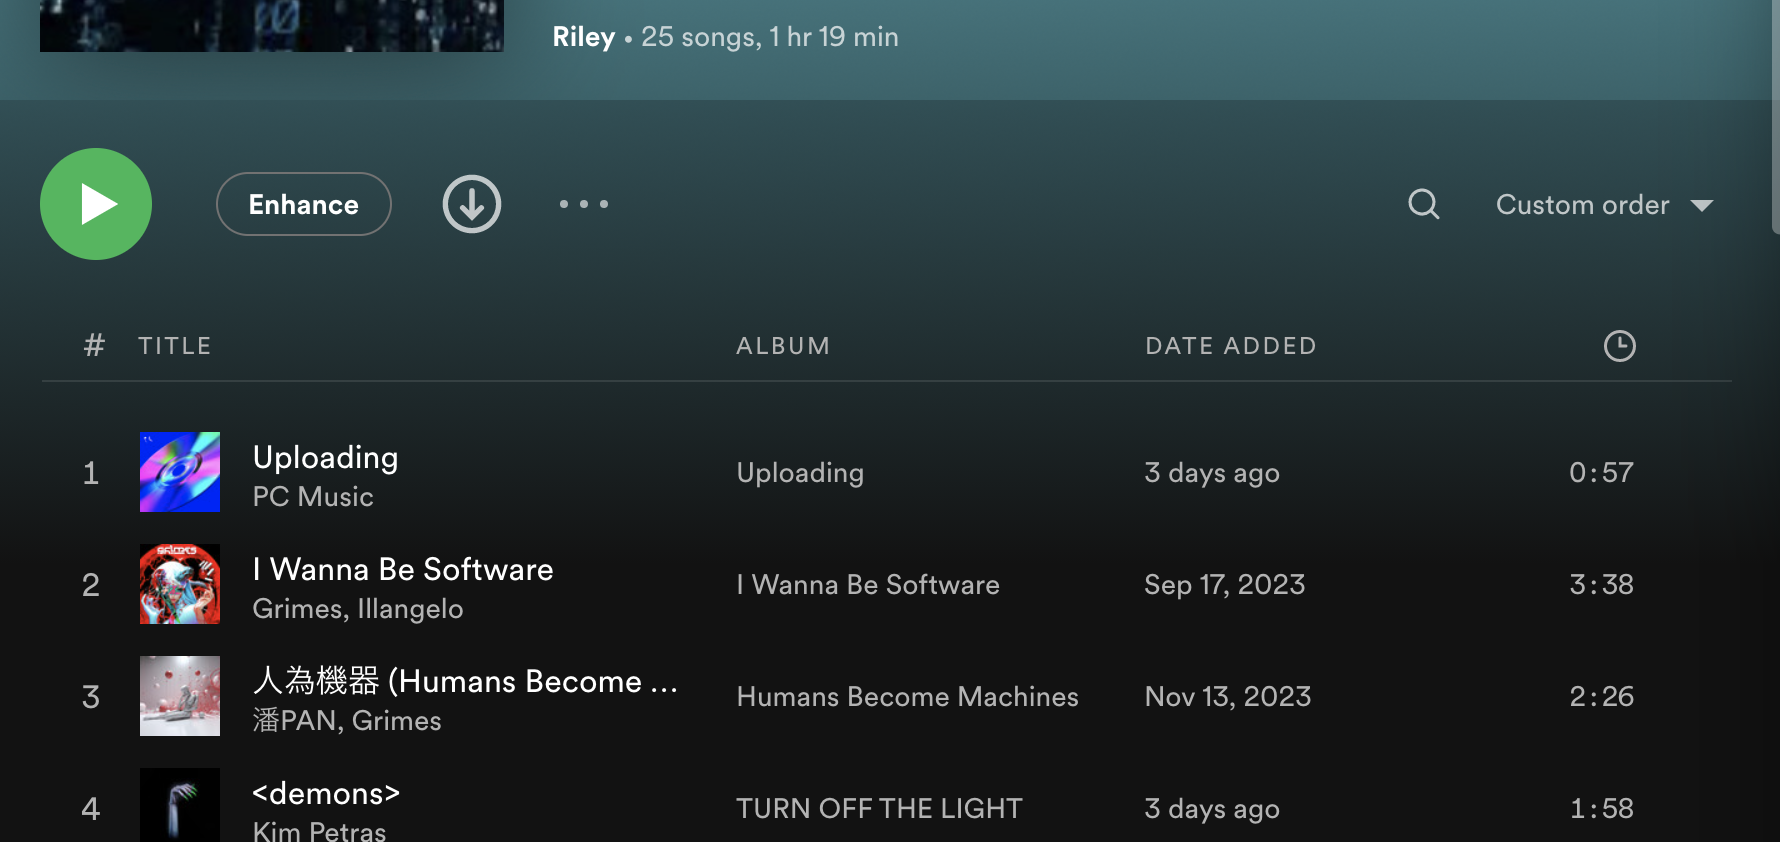 Riley • 25 songs, 1 hr 19 min
Enhance
Custom order
# TITLE ALBUM DATE ADDED
1 Uploading Uploading 3 days ago 0:57
PC Music
2 I Wanna Be Software I Wanna Be Software Sep 17, 2023 3:38
Grimes, Illangelo
3 人為機器 (Humans Become ... Humans Become Machines Nov 13, 2023 2:26
潘PAN, Grimes
4 <demons> TURN OFF THE LIGHT 3 days ago 1:58
Kim Petras